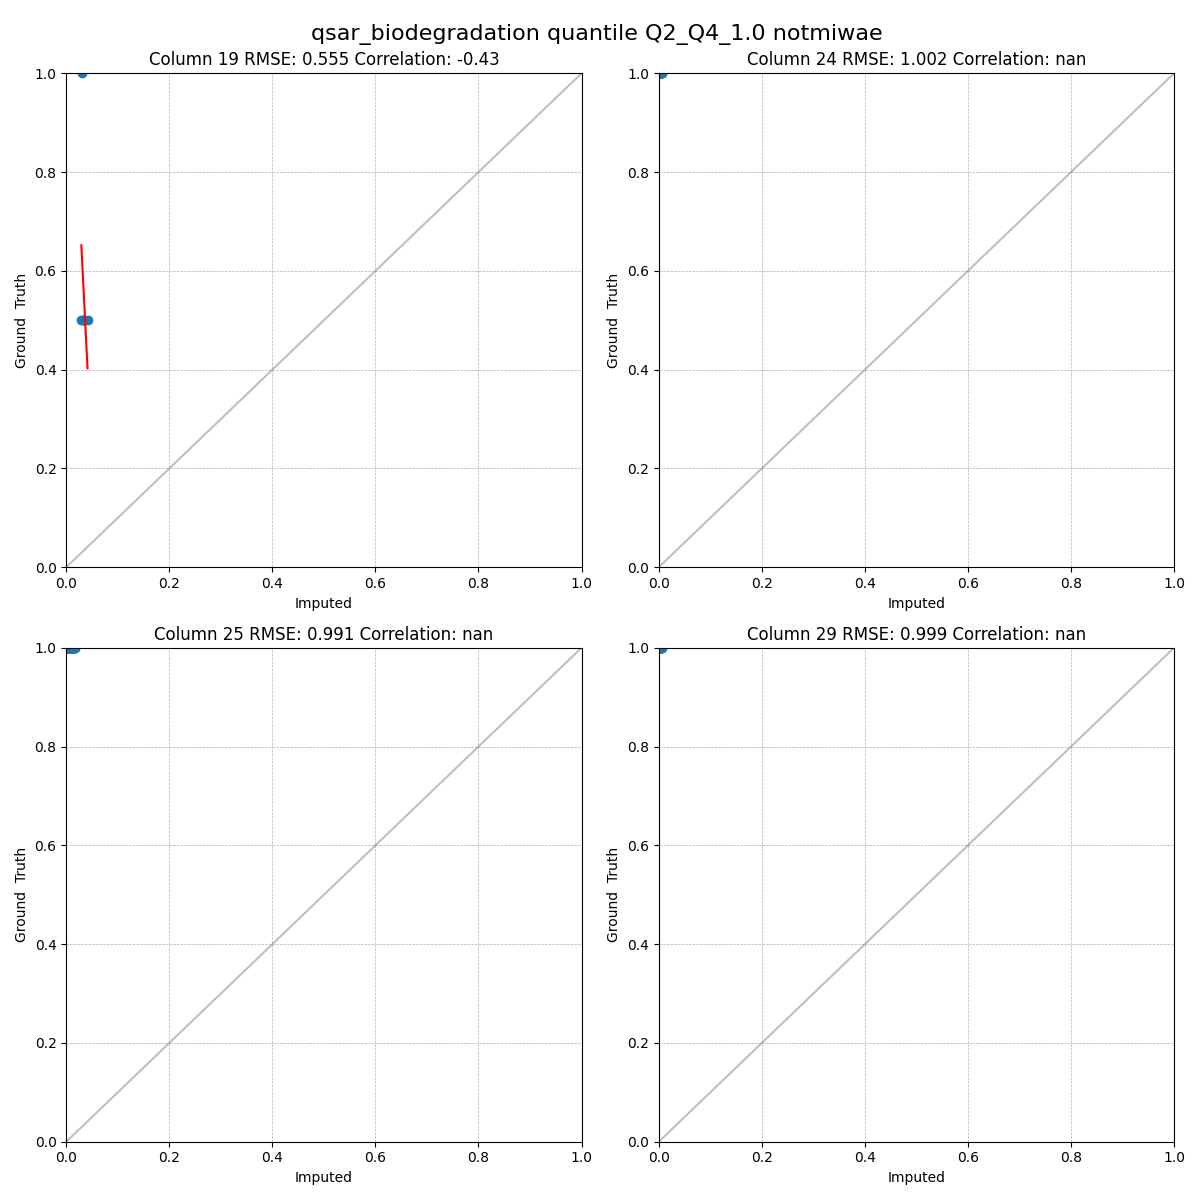 qsar_biodegradation quantile Q2_Q4_1.0 notmiwae
Column 19 RMSE: 0.555 Correlation: -0.43
1.0
0.8
0.6
0.4
0.2
0.0
Ground  Truth
0.0 0.2 0.4 0.6 0.8 1.0
Imputed
Column 24 RMSE: 1.002 Correlation: nan
1.0
0.8
0.6
0.4
0.2
0.0
Ground  Truth
0.0 0.2 0.4 0.6 0.8 1.0
Imputed
Column 25 RMSE: 0.991 Correlation: nan
1.0
0.8
0.6
0.4
0.2
0.0
Ground  Truth
0.0 0.2 0.4 0.6 0.8 1.0
Imputed
Column 29 RMSE: 0.999 Correlation: nan
1.0
0.8
0.6
0.4
0.2
0.0
Ground  Truth
0.0 0.2 0.4 0.6 0.8 1.0
Imputed